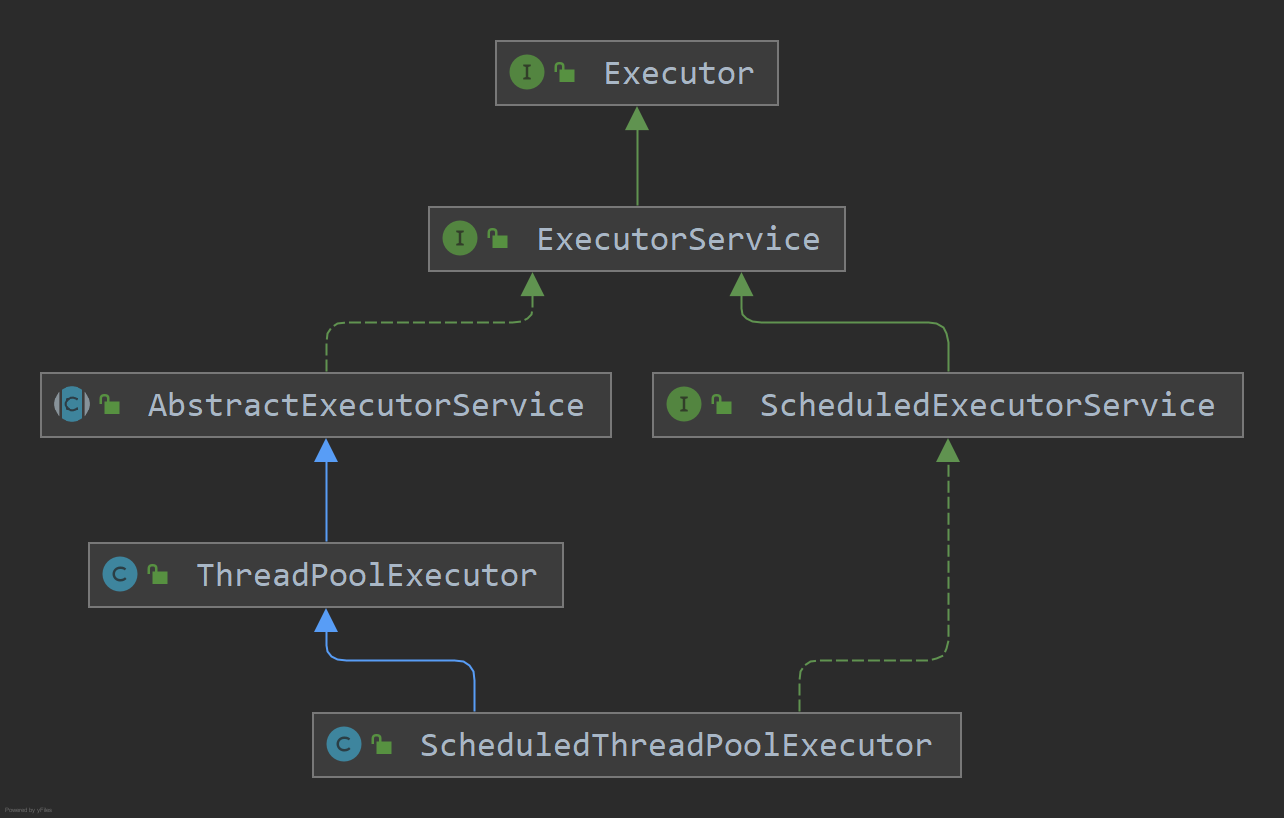 I Executor
I ExecutorService
C AbstractExecutorService
I ScheduledExecutorService
C ThreadPoolExecutor
C ScheduledThreadPoolExecutor
Powered by yFiles